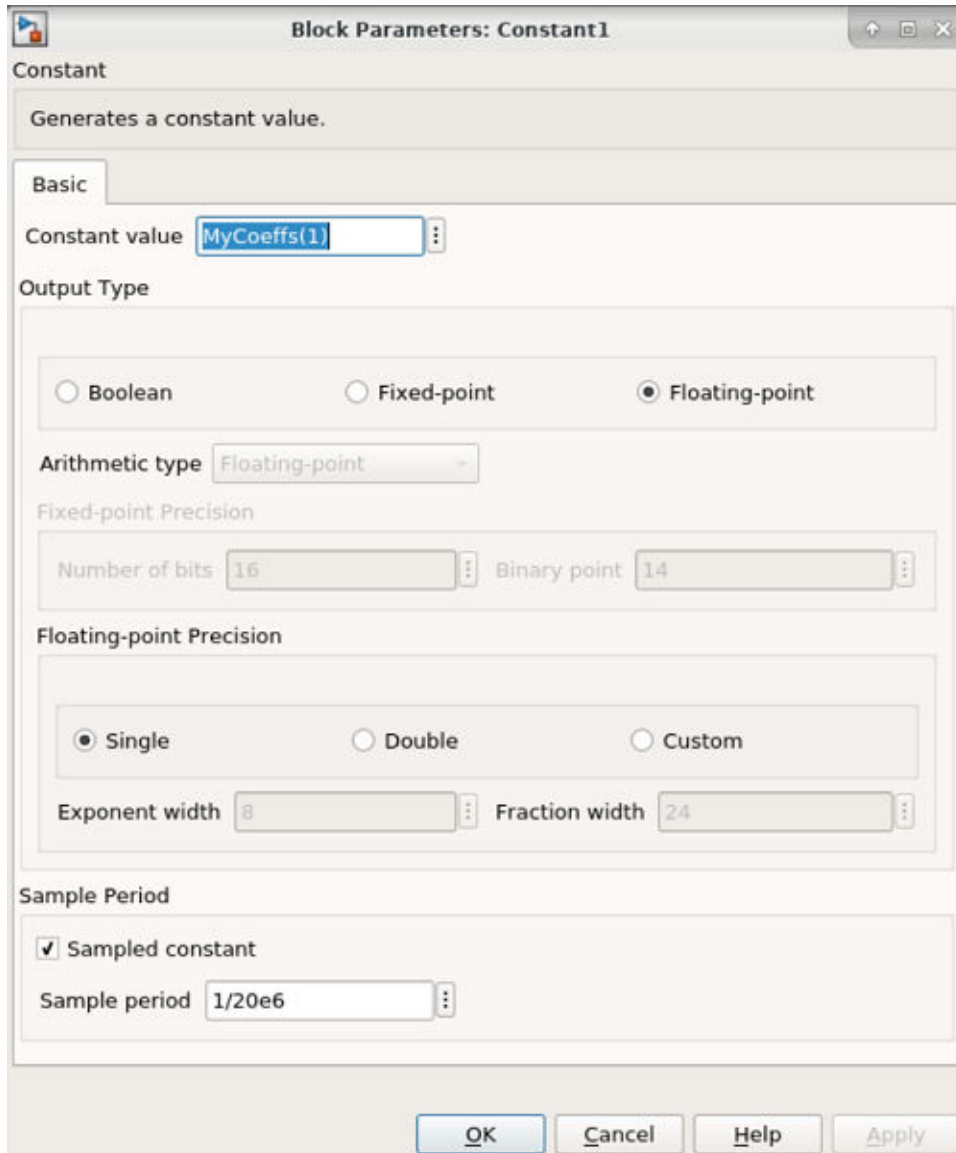 Block Parameters: Constant1
Constant
Generates a constant value.
Basic
Constant value MyCoeffs(1)
Output Type
Boolean Fixed-point Floating-point
Arithmetic type Floating-point
Fixed-point Precision
Number of bits 16 Binary point 14
Floating-point Precision
Single Double Custom
Exponent width 8 Fraction width 24
Sample Period
Sampled constant
Sample period 1/20e6
OK Cancel Help Apply